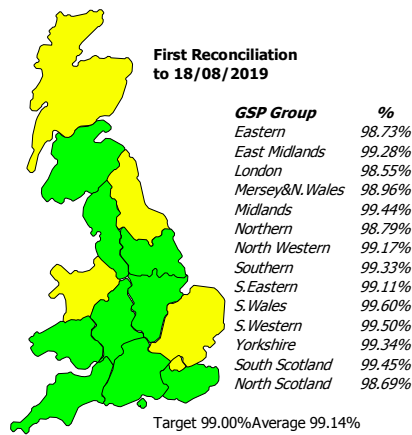 First Reconciliation
to 18/08/2019
GSP Group %
Eastern 98.73%
East Midlands 99.28%
London 98.55%
Mersey&N.Wales 98.96%
Midlands 99.44%
Northern 98.79%
North Western 99.17%
Southern 99.33%
S.Eastern 99.11%
S.Wales 99.60%
S.Western 99.50%
Yorkshire 99.34%
South Scotland 99.45%
North Scotland 98.69%
Target 99.00%Average 99.14%